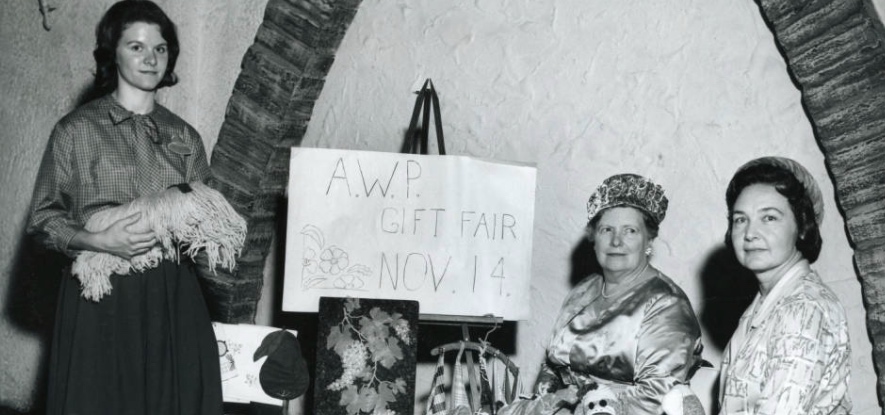 A.W.P.
GIFT FAIR
NOV. 14.